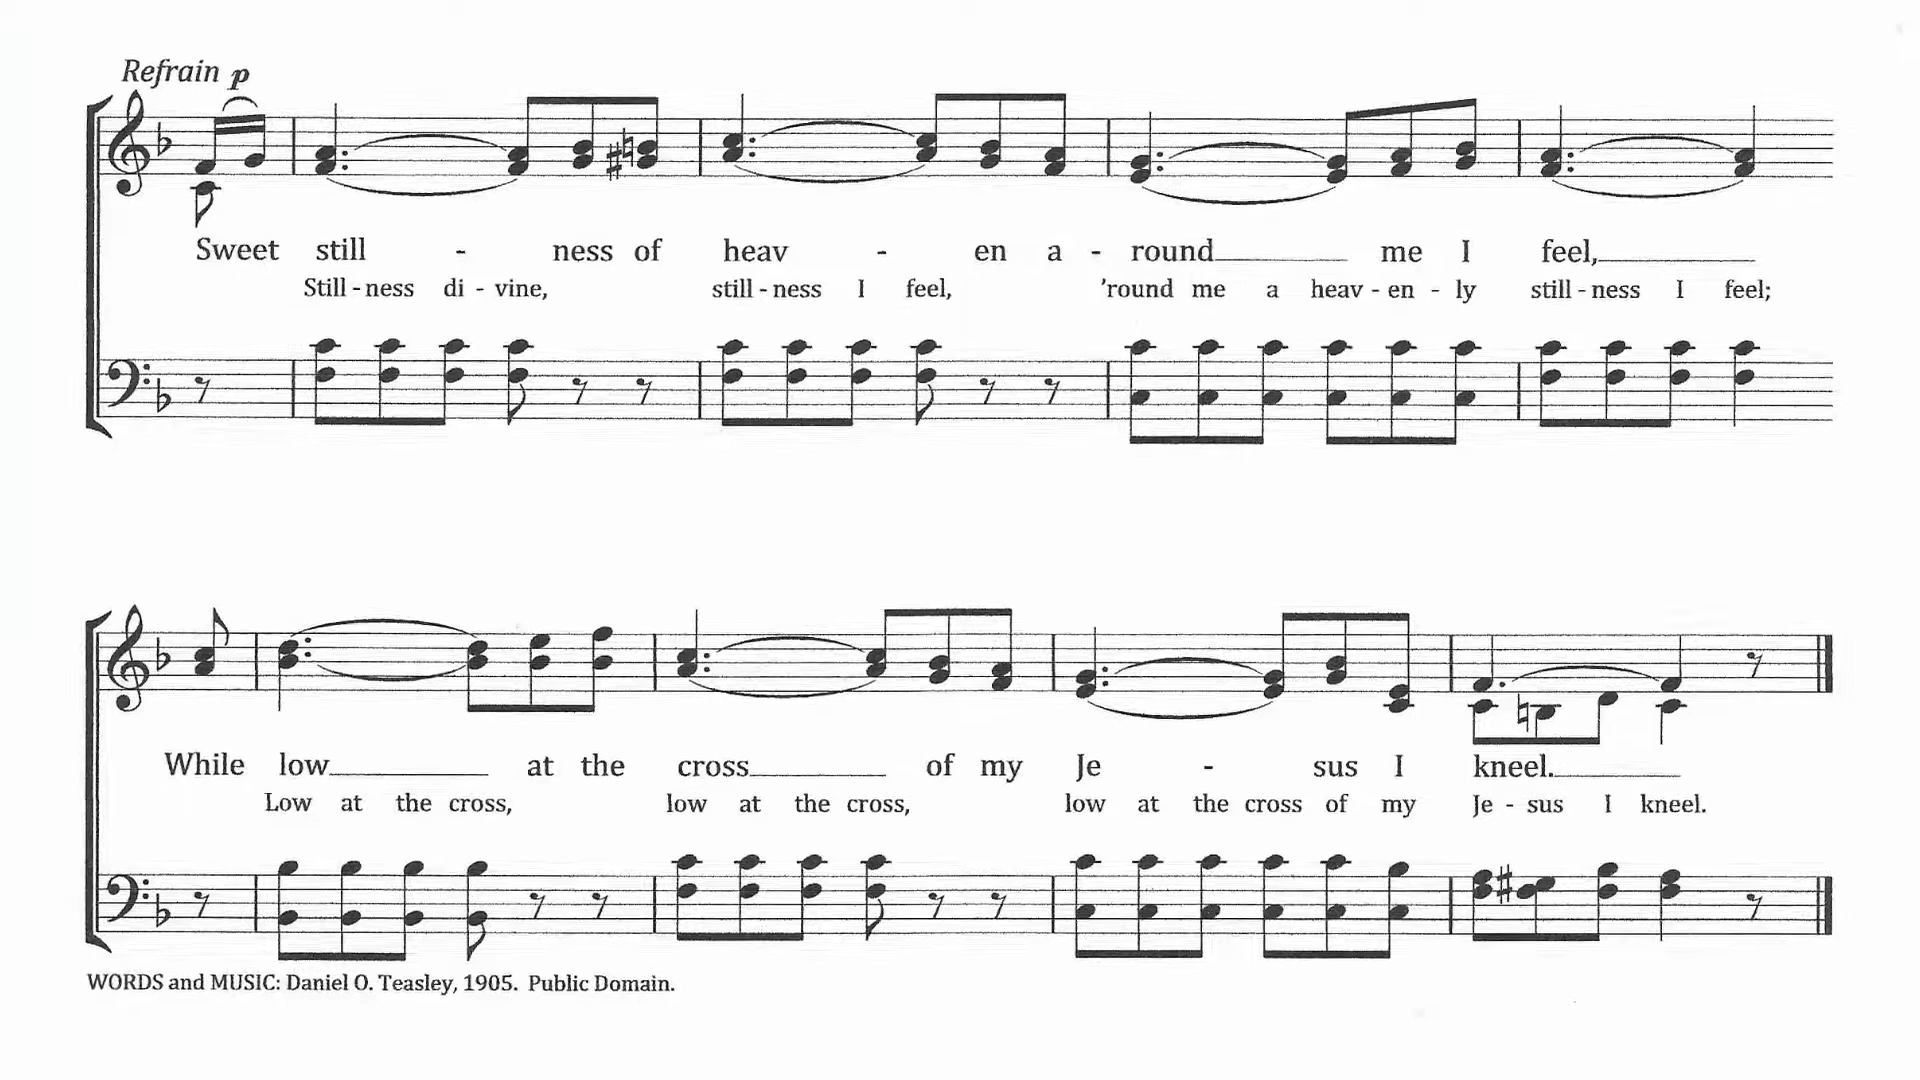 Refrain p
Sweet still - ness of heav - en a - round me I feel,
Still - ness di - vine, still - ness I feel, ’round me a heav - en - ly still - ness I feel;
While low at the cross of my Je - sus I kneel.
Low at the cross, low at the cross, low at the cross of my Je - sus I kneel.
WORDS and MUSIC: Daniel O. Teasley, 1905. Public Domain.